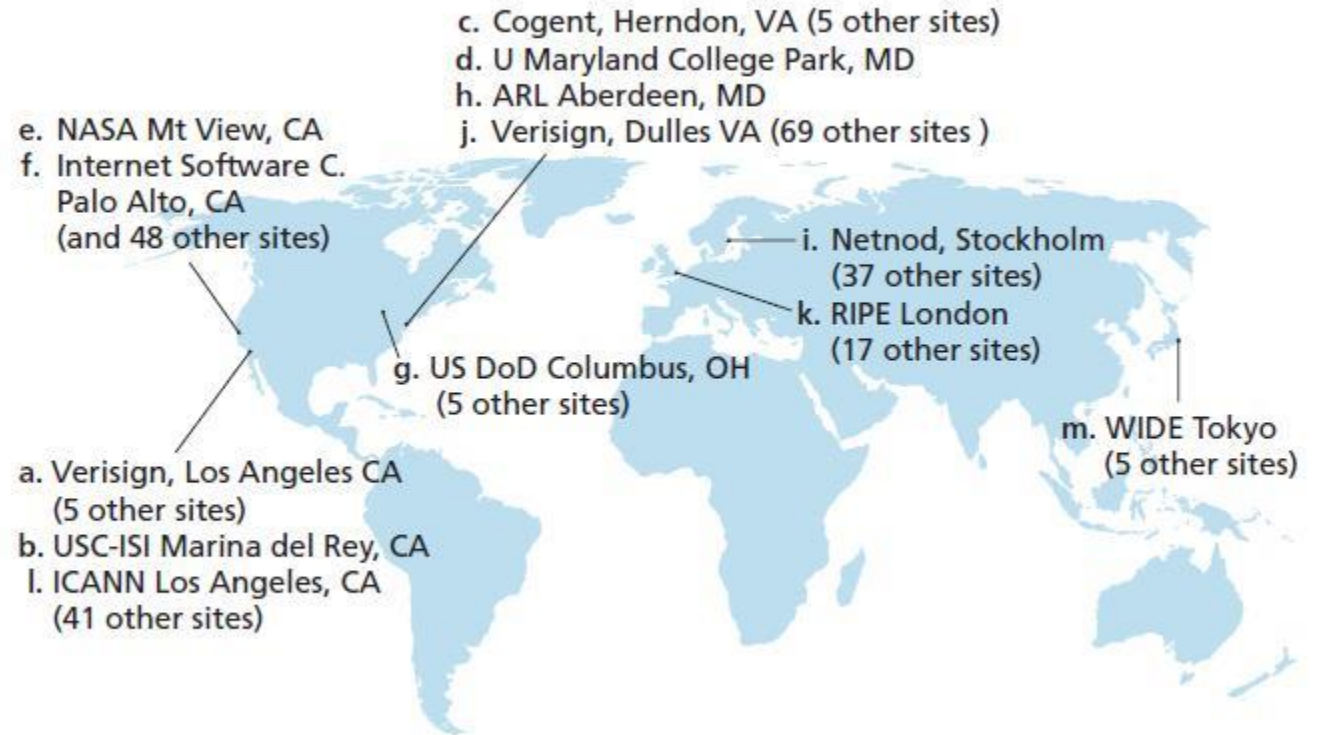 c. Cogent, Herndon, VA (5 other sites)
d. U Maryland College Park, MD
h. ARL Aberdeen, MD
j. Verisign, Dulles VA (69 other sites )
e. NASA Mt View, CA
f. Internet Software C.
Palo Alto, CA
(and 48 other sites)
i. Netnod, Stockholm
(37 other sites)
k. RIPE London
(17 other sites)
g. US DoD Columbus, OH
(5 other sites)
m. WIDE Tokyo
(5 other sites)
a. Verisign, Los Angeles CA
(5 other sites)
b. USC-ISI Marina del Rey, CA
l. ICANN Los Angeles, CA
(41 other sites)